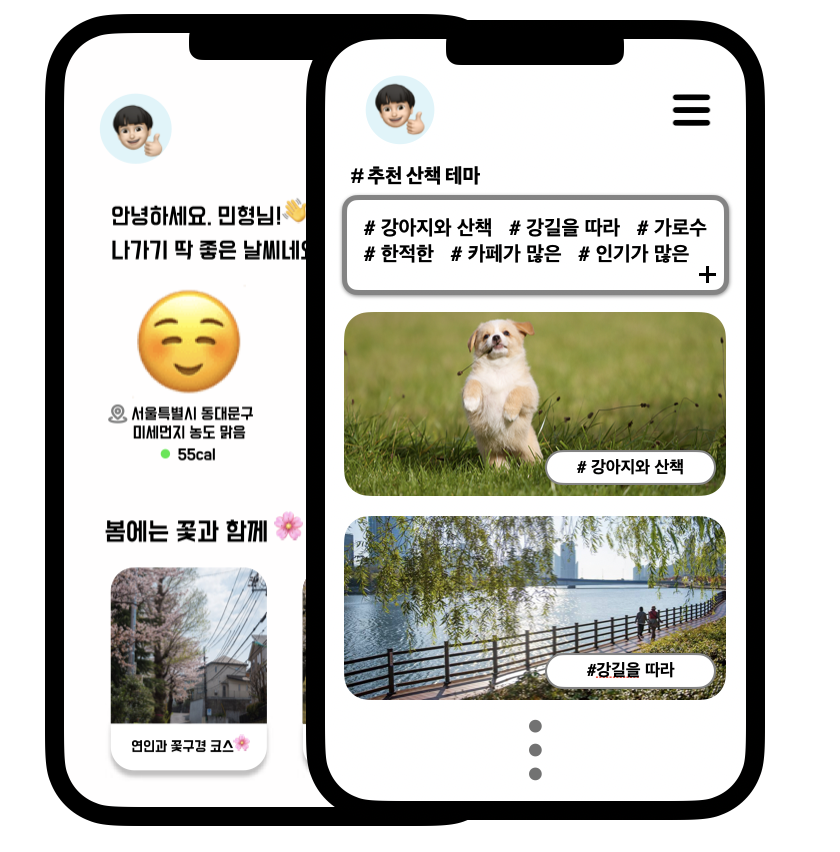 안녕하세요. 민형님!
나가기 딱 좋은 날씨네요
서울특별시 동대문구
미세먼지 농도 맑음
55cal
봄에는 꽃과 함께
연인과 꽃구경 코스
# 추천 산책 테마
# 강아지와 산책 # 강길을 따라 # 가로수
# 한적한 # 카페가 많은 # 인기가 많은
+
# 강아지와 산책
#강길을 따라